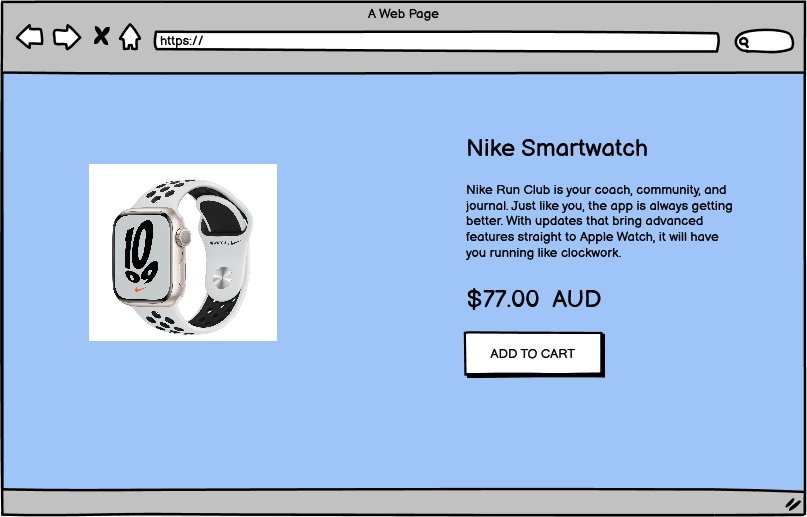 A Web Page
https://
Nike Smartwatch
Nike Run Club is your coach, community, and
journal. Just like you, the app is always getting
better. With updates that bring advanced
features straight to Apple Watch, it will have
you running like clockwork.
10
09
$77.00 AUD
ADD TO CART